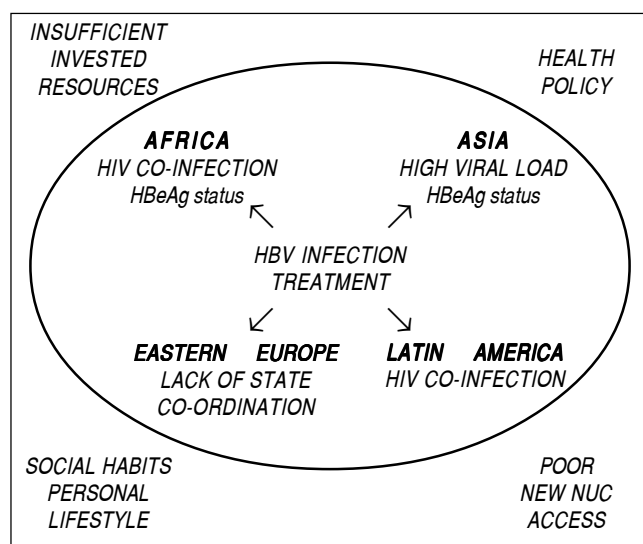 INSUFFICIENT
INVESTED
RESOURCES
HEALTH
POLICY
AFRICA
HIV CO-INFECTION
HBeAg status
ASIA
HIGH VIRAL LOAD
HBeAg status
HBV INFECTION
TREATMENT
EASTERN EUROPE
LACK OF STATE
CO-ORDINATION
LATIN AMERICA
HIV CO-INFECTION
SOCIAL HABITS
PERSONAL
LIFESTYLE
POOR
NEW NUC
ACCESS